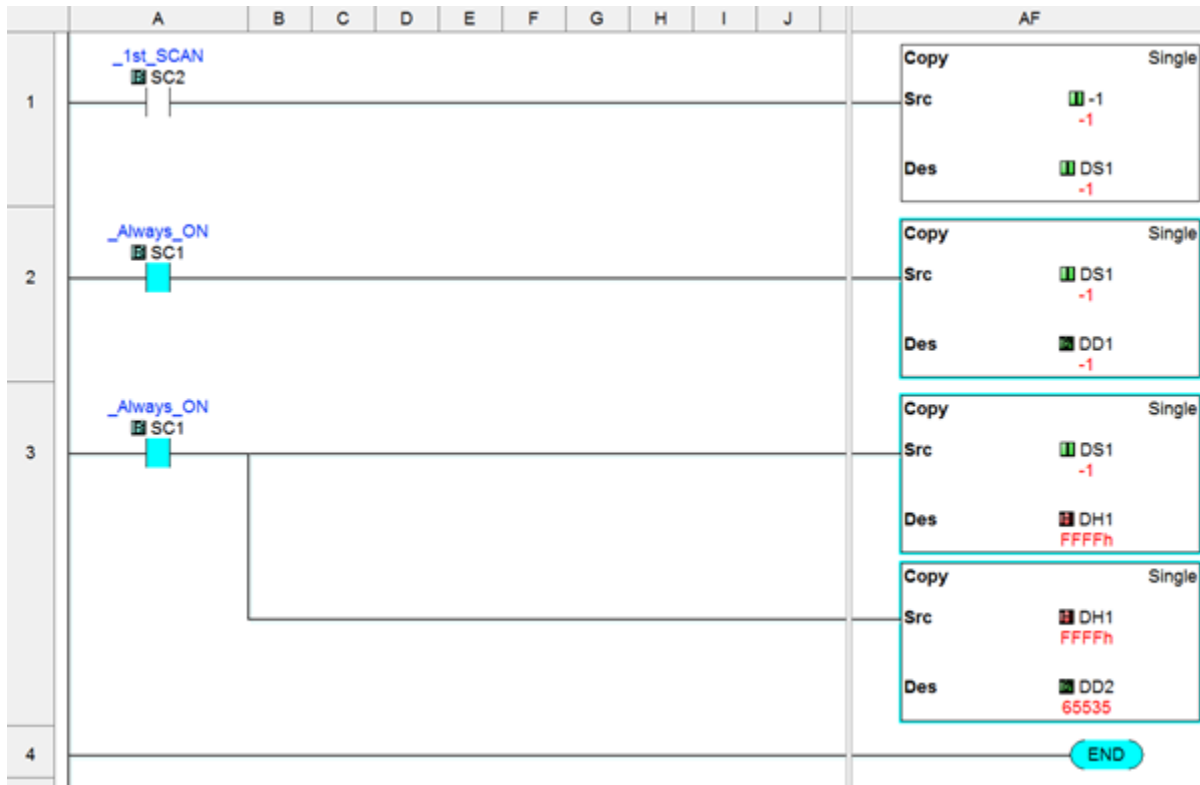 A B C D E F G H I J AF
1
_1st_SCAN
SC2
Copy Single
Src -1
-1
Des DS1
-1
2
_Always_ON
SC1
Copy Single
Src DS1
-1
Des DD1
-1
3
_Always_ON
SC1
Copy Single
Src DS1
-1
Des DH1
FFFFh
Copy Single
Src DH1
FFFFh
Des DD2
65535
4
END